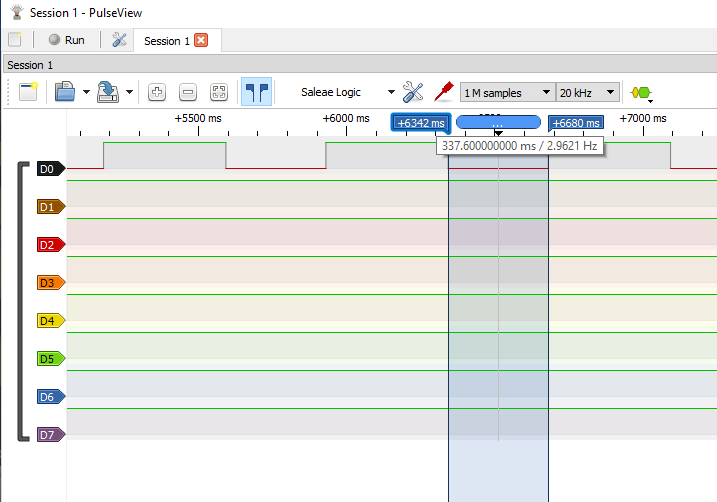 Session 1 - PulseView
Run
Session 1
Session 1
Saleae Logic
1 M samples
20 kHz
+5500 ms
+6000 ms
+6342 ms
...
+6680 ms
+7000 ms
337.600000000 ms / 2.9621 Hz
D0
D1
D2
D3
D4
D5
D6
D7